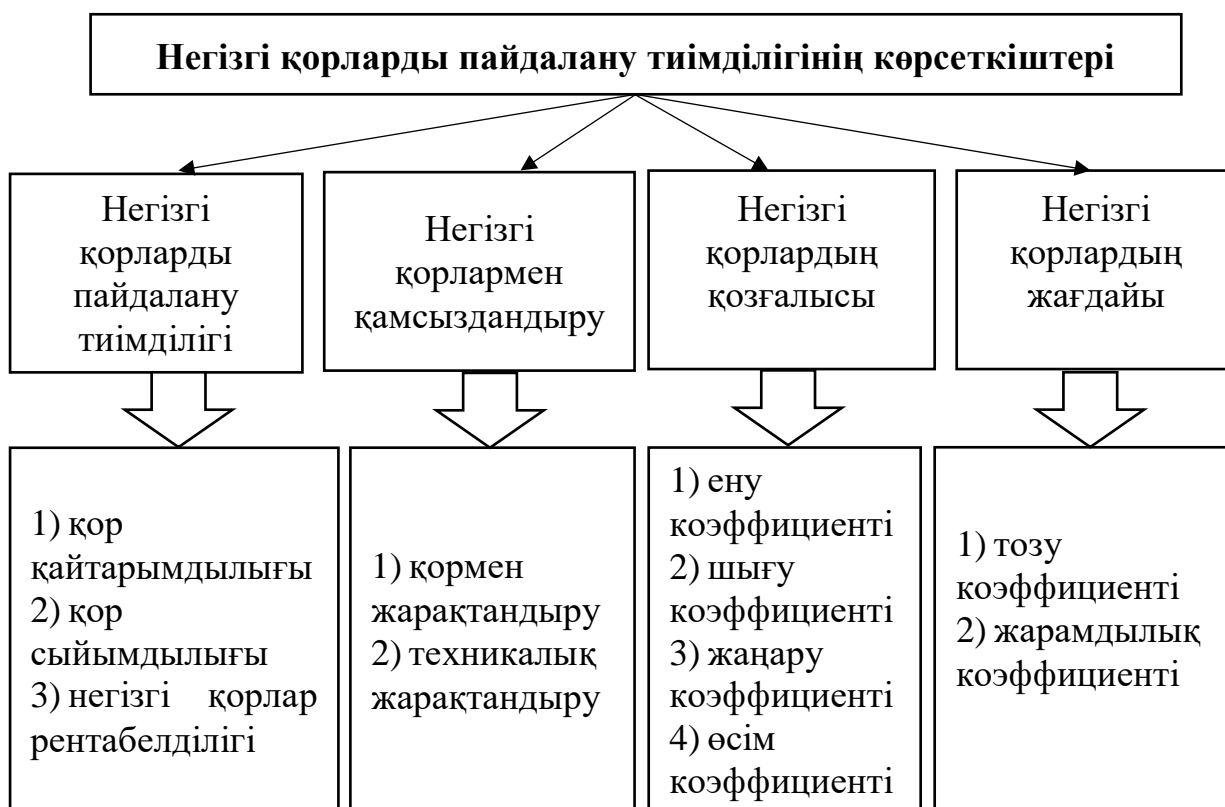 Негізгі қорларды пайдалану тиімділігінің көрсеткіштері
Негізгі
қорларды
пайдалану
тиімділігі
Негізгі
қорлармен
қамсыздандыру
Негізгі
қорлардың
қозғалысы
Негізгі
қорлардың
жағдайы
1) қор
қайтарымдылығы
2) қор
сыйымдылығы
3) негізгі қорлар
рентабелділігі
1) қормен
жарақтандыру
2) техникалық
жарақтандыру
1) ену
коэффициенті
2) шығу
коэффициенті
3) жаңару
коэффициенті
4) өсім
коэффициенті
1) тозу
коэффициенті
2) жарамдылық
коэффициенті